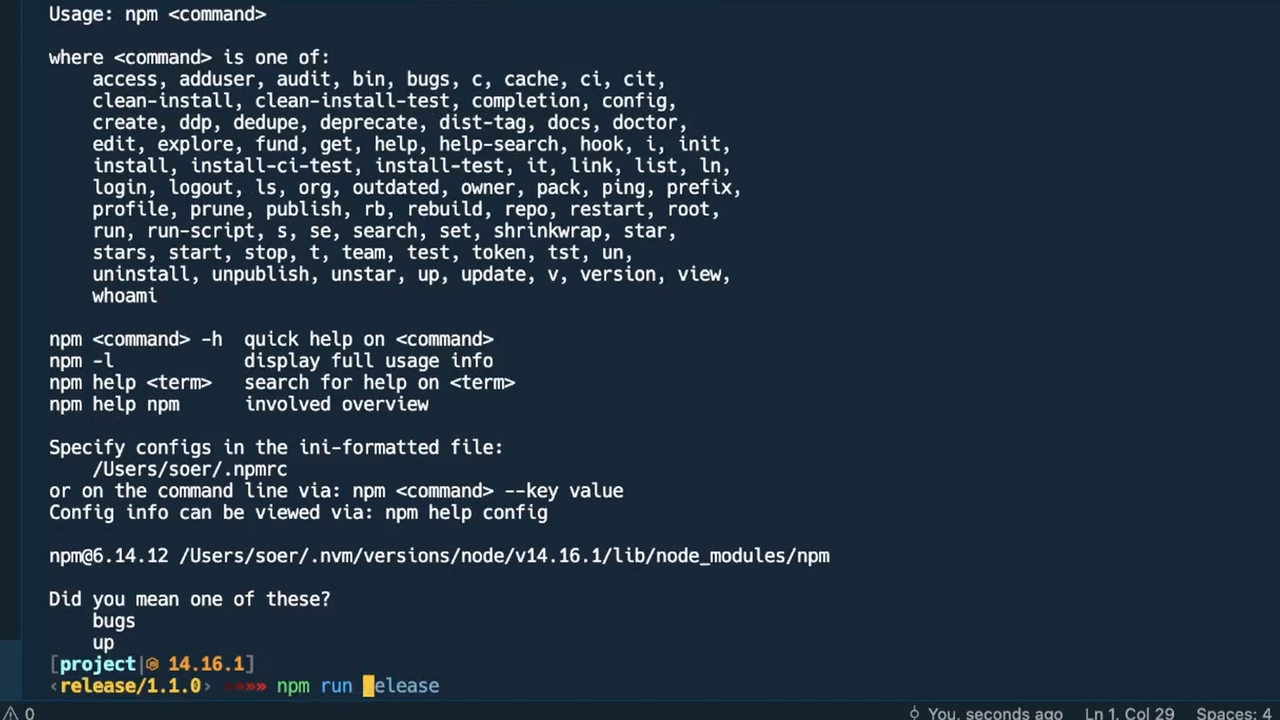 Usage: npm <command>
where <command> is one of:
access, adduser, audit, bin, bugs, c, cache, ci, cit,
clean-install, clean-install-test, completion, config,
create, ddp, dedupe, deprecate, dist-tag, docs, doctor,
edit, explore, fund, get, help, help-search, hook, i, init,
install, install-ci-test, install-test, it, link, list, ln,
login, logout, ls, org, outdated, owner, pack, ping, prefix,
profile, prune, publish, rb, rebuild, repo, restart, root,
run, run-script, s, se, search, set, shrinkwrap, star,
stars, start, stop, t, team, test, token, tst, un,
uninstall, unpublish, unstar, up, update, v, version, view,
whoami
npm <command> -h  quick help on <command>
npm -l            display full usage info
npm help <term>   search for help on <term>
npm help npm      involved overview
Specify configs in the ini-formatted file:
/Users/soer/.npmrc
or on the command line via: npm <command> --key value
Config info can be viewed via: npm help config
npm@6.14.12 /Users/soer/.nvm/versions/node/v14.16.1/lib/node_modules/npm
Did you mean one of these?
bugs
up
[project| 14.16.1]
‹release/1.1.0› »»»» npm run elease
0 You, seconds ago Ln 1, Col 29 Spaces: 4